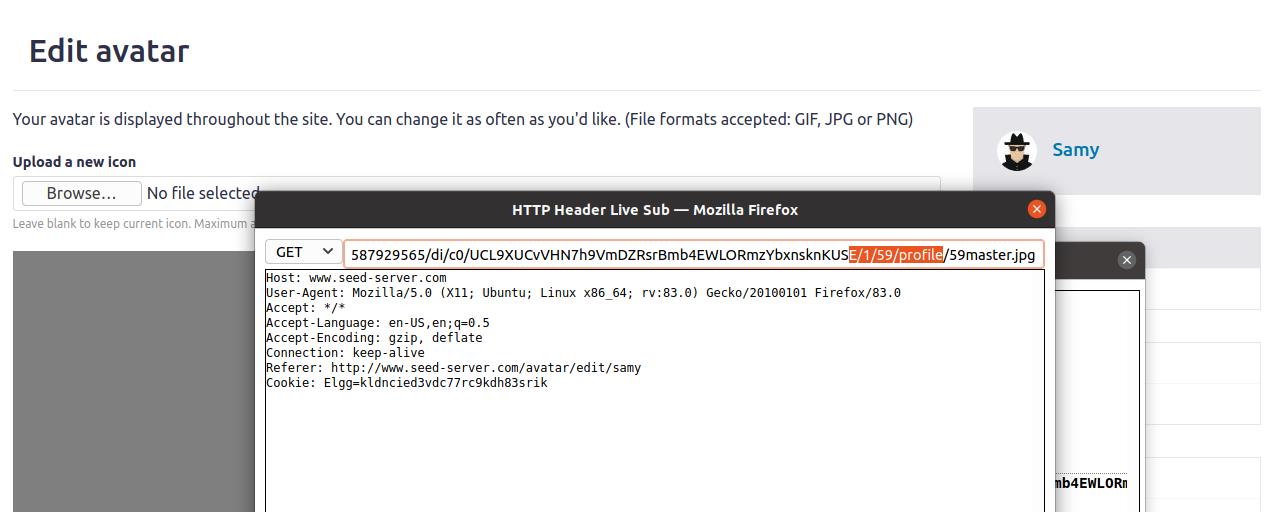 Edit avatar
Your avatar is displayed throughout the site. You can change it as often as you'd like. (File formats accepted: GIF, JPG or PNG)
Samy
Upload a new icon
Browse... No file selected.
Leave blank to keep current icon. Maximum a
HTTP Header Live Sub — Mozilla Firefox
GET 587929565/di/c0/UCL9XUCvVHN7h9VmDZRsrBmb4EWLORmzYbxnsknKUSE/1/59/profile/59master.jpg
Host: www.seed-server.com
User-Agent: Mozilla/5.0 (X11; Ubuntu; Linux x86_64; rv:83.0) Gecko/20100101 Firefox/83.0
Accept: */*
Accept-Language: en-US,en;q=0.5
Accept-Encoding: gzip, deflate
Connection: keep-alive
Referer: http://www.seed-server.com/avatar/edit/samy
Cookie: Elgg=kldncied3vdc77rc9kdh83srik
mb4EWLORm